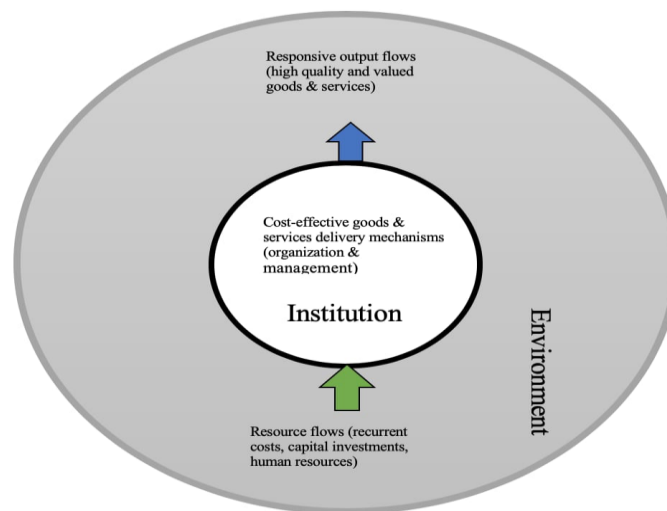 Responsive output flows
(high quality and valued
goods & services)
Cost-effective goods &
services delivery mechanisms
(organization &
management)
Institution
Environment
Resource flows (recurrent
costs, capital investments,
human resources)